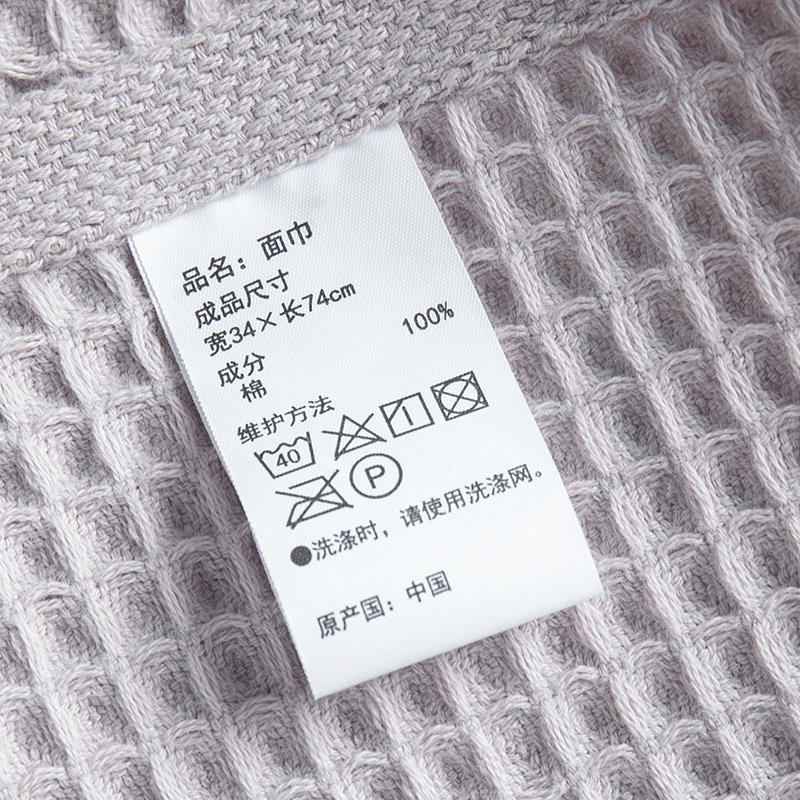 品名：面巾
成品尺寸
宽34×长74cm
成分
棉 100%
维护方法
40
P
●洗涤时，请使用洗涤网。
原产国：中国